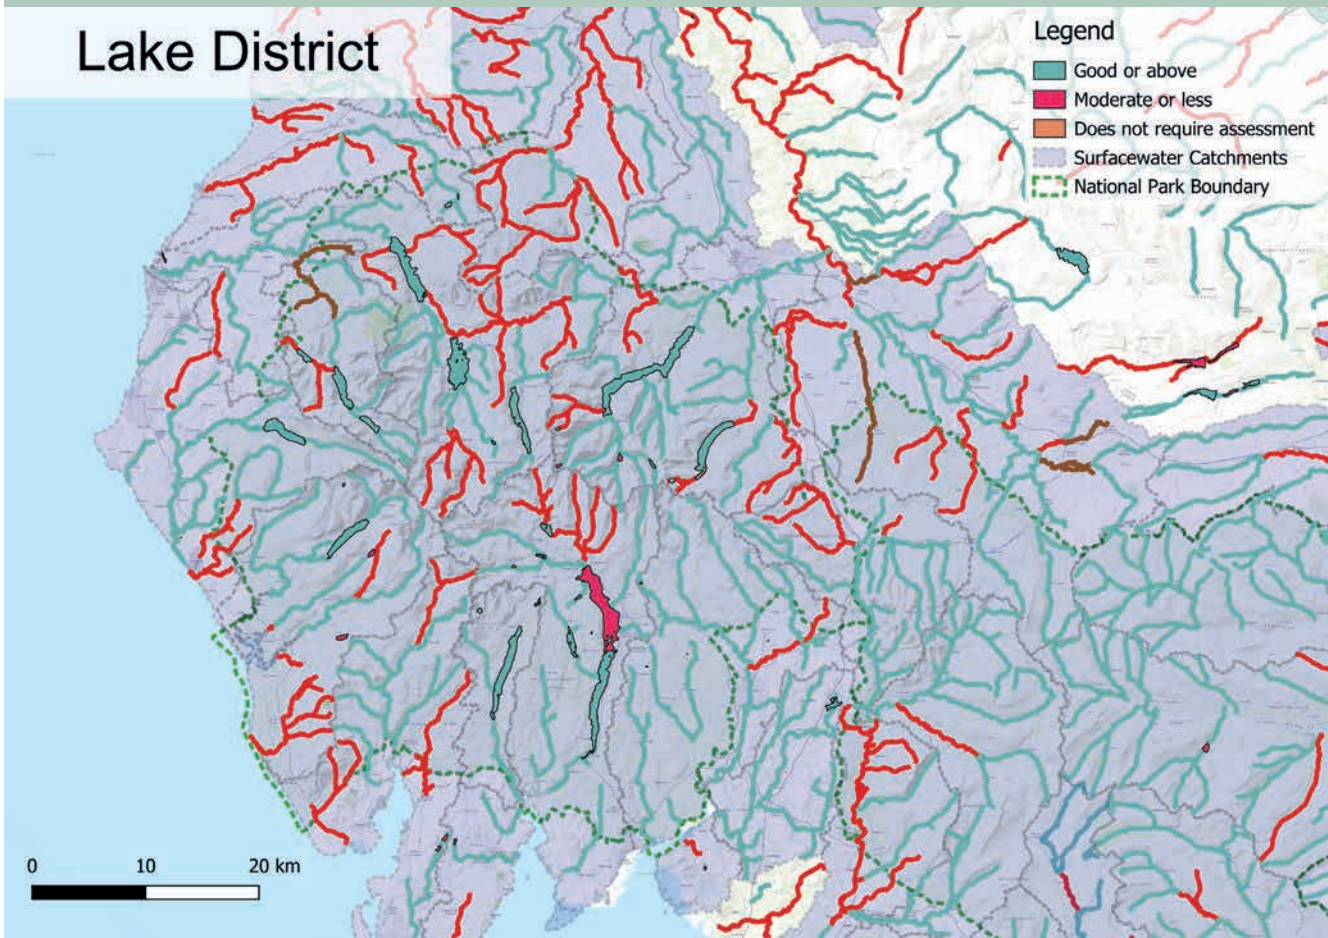 Lake District
Legend
Good or above
Moderate or less
Does not require assessment
Surfacewater Catchments
National Park Boundary
0 10 20 km